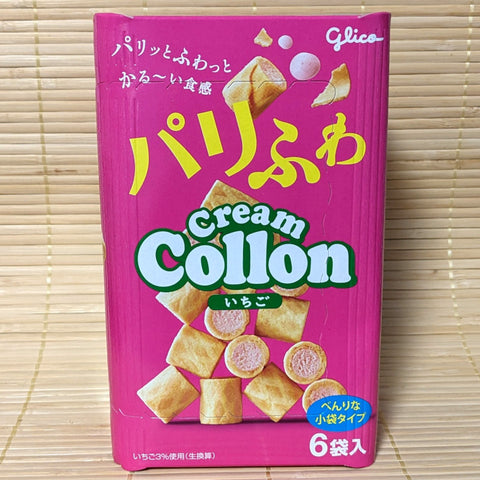 glico
パリッとふわっと
かる〜い食感
パリふわ
Cream
Collon
いちご
べんりな
小袋タイプ
6袋入
いちご3%使用(生換算)